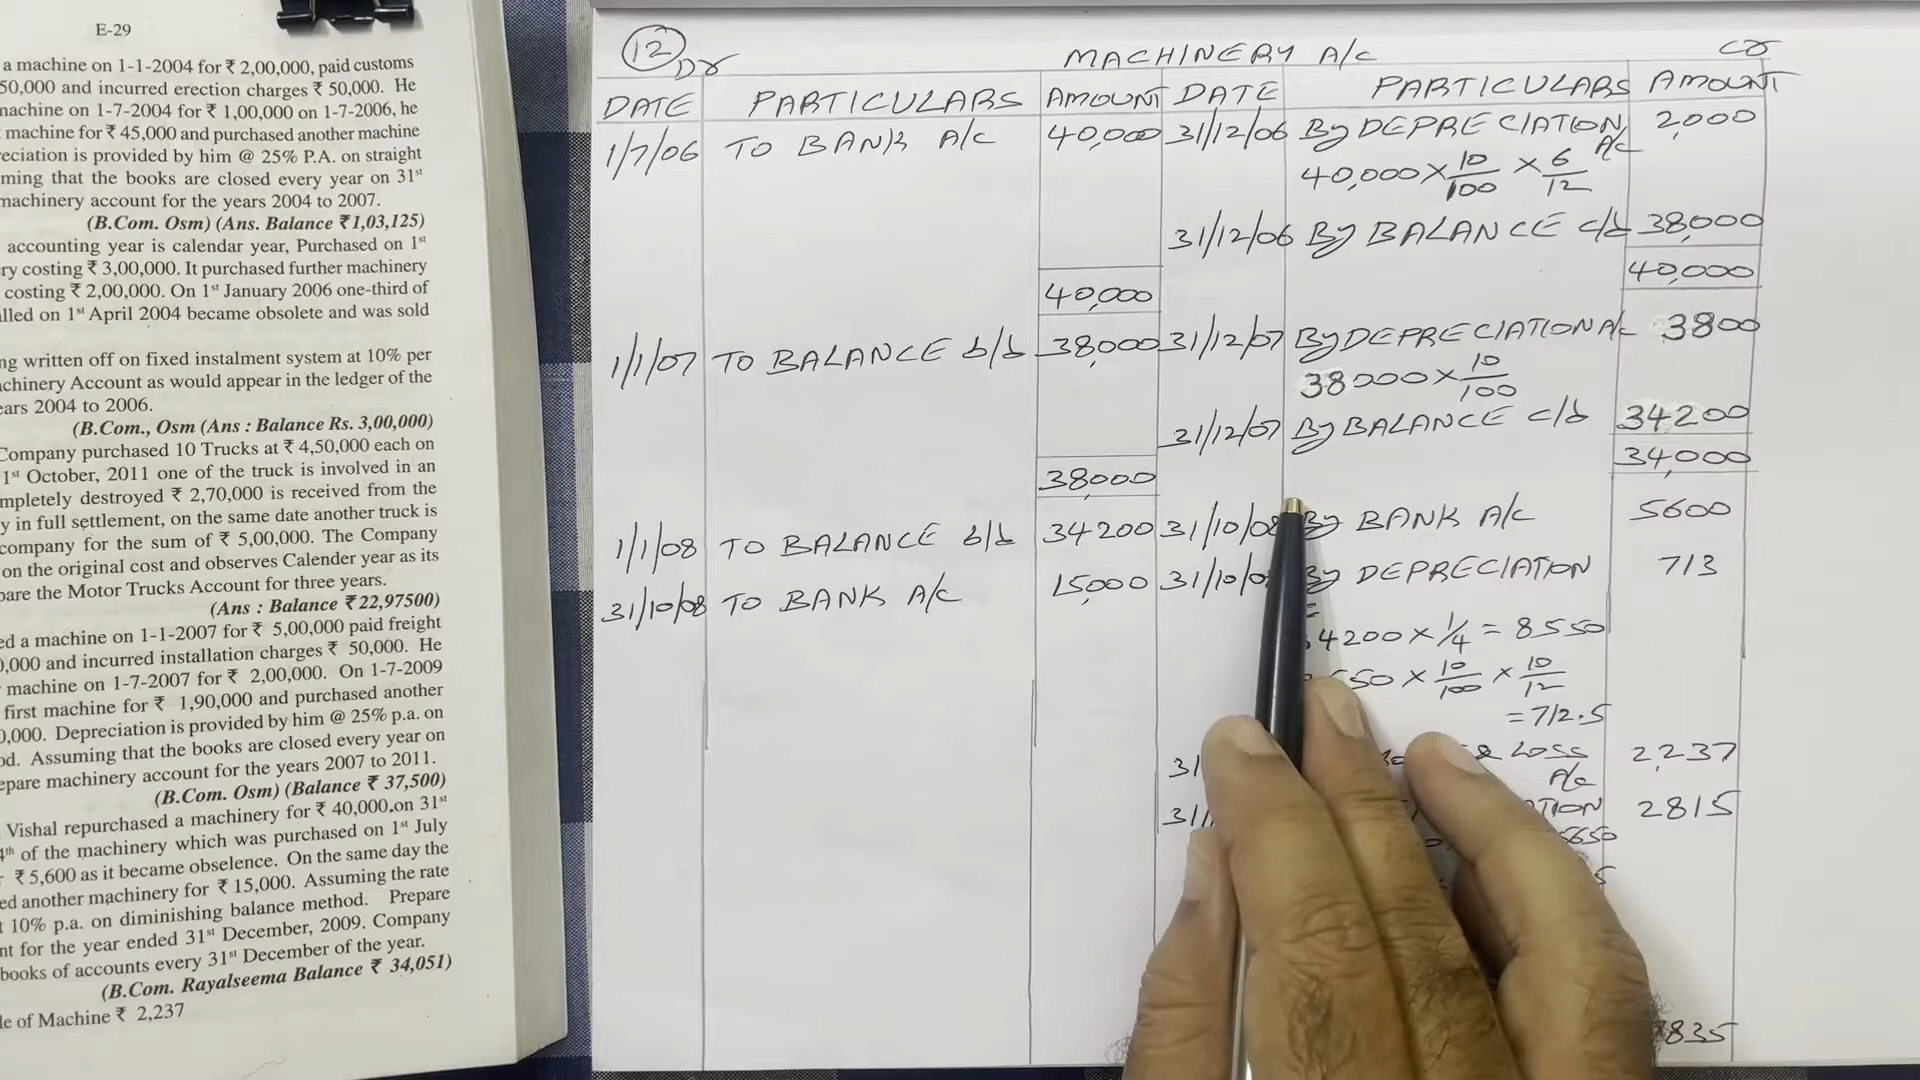 E-29
a machine on 1-1-2004 for ₹ 2,00,000, paid customs
50,000 and incurred erection charges ₹ 50,000. He
machine on 1-7-2004 for ₹ 1,00,000 on 1-7-2006, he
machine for ₹ 45,000 and purchased another machine
eciation is provided by him @ 25% P.A. on straight
ming that the books are closed every year on 31st
machinery account for the years 2004 to 2007.
(B.Com. Osm) (Ans. Balance ₹ 1,03,125)
accounting year is calendar year, Purchased on 1st
ry costing ₹ 3,00,000. It purchased further machinery
costing ₹ 2,00,000. On 1st January 2006 one-third of
lled on 1st April 2004 became obsolete and was sold
ng written off on fixed instalment system at 10% per
chinery Account as would appear in the ledger of the
ears 2004 to 2006.
(B.Com., Osm (Ans : Balance Rs. 3,00,000)
Company purchased 10 Trucks at ₹ 4,50,000 each on
1st October, 2011 one of the truck is involved in an
mpletely destroyed ₹ 2,70,000 is received from the
y in full settlement, on the same date another truck is
company for the sum of ₹ 5,00,000. The Company
on the original cost and observes Calender year as its
pare the Motor Trucks Account for three years.
(Ans : Balance ₹ 22,97500)
ed a machine on 1-1-2007 for ₹ 5,00,000 paid freight
0,000 and incurred installation charges ₹ 50,000. He
machine on 1-7-2007 for ₹ 2,00,000. On 1-7-2009
first machine for ₹ 1,90,000 and purchased another
0,000. Depreciation is provided by him @ 25% p.a. on
od. Assuming that the books are closed every year on
epare machinery account for the years 2007 to 2011.
(B.Com. Osm) (Balance ₹ 37,500)
Vishal repurchased a machinery for ₹ 40,000.on 31st
4th of the machinery which was purchased on 1st July
₹ 5,600 as it became obselence. On the same day the
ed another machinery for ₹ 15,000. Assuming the rate
10% p.a. on diminishing balance method. Prepare
nt for the year ended 31st December, 2009. Company
books of accounts every 31st December of the year.
(B.Com. Rayalseema Balance ₹ 34,051)
le of Machine ₹ 2,237
12 Dr MACHINERY A/c Cr
DATE PARTICULARS AMOUNT DATE PARTICULARS AMOUNT
1/7/06 TO BANK A/c 40,000 31/12/06 By DEPRECIATION A/c 2,000
40,000 × 10/100 × 6/12
31/12/06 By BALANCE c/d 38,000
40,000 40,000
1/1/07 TO BALANCE b/d 38,000 31/12/07 By DEPRECIATION A/c 3800
38000 × 10/100
31/12/07 By BALANCE c/d 34200
38,000 34,000
1/1/08 TO BALANCE b/d 34200 31/10/08 By BANK A/c 5600
31/10/08 TO BANK A/c 15,000 31/10/0 By DEPRECIATION 713
=
4200 × 1/4 = 8550
550 × 10/100 × 10/12
= 712.5
31 & LOSS A/c 2,237
31 TION 2815
5650
5
835